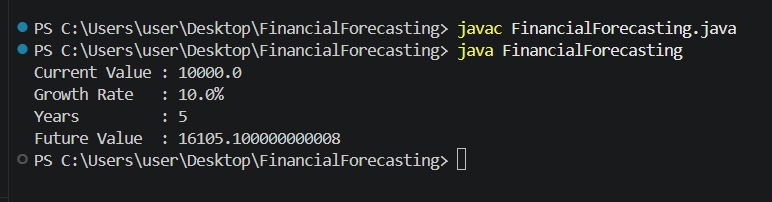 PS C:\Users\user\Desktop\FinancialForecasting> javac FinancialForecasting.java
PS C:\Users\user\Desktop\FinancialForecasting> java FinancialForecasting
Current Value : 10000.0
Growth Rate   : 10.0%
Years         : 5
Future Value  : 16105.100000000008
PS C:\Users\user\Desktop\FinancialForecasting>